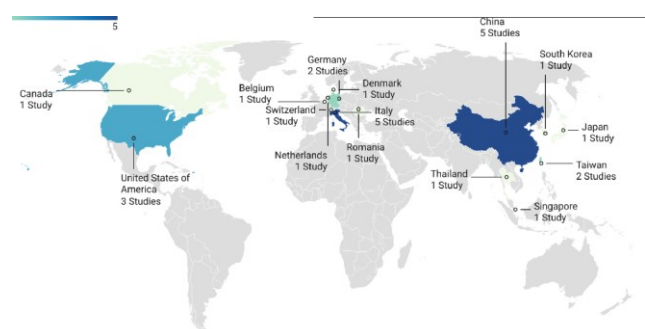 5
China
5 Studies
Germany
2 Studies
South Korea
1 Study
Canada
1 Study
Belgium
1 Study
Denmark
1 Study
Switzerland
1 Study
Italy
5 Studies
Japan
1 Study
Netherlands
1 Study
Romania
1 Study
Taiwan
2 Studies
United States of
America
3 Studies
Thailand
1 Study
Singapore
1 Study